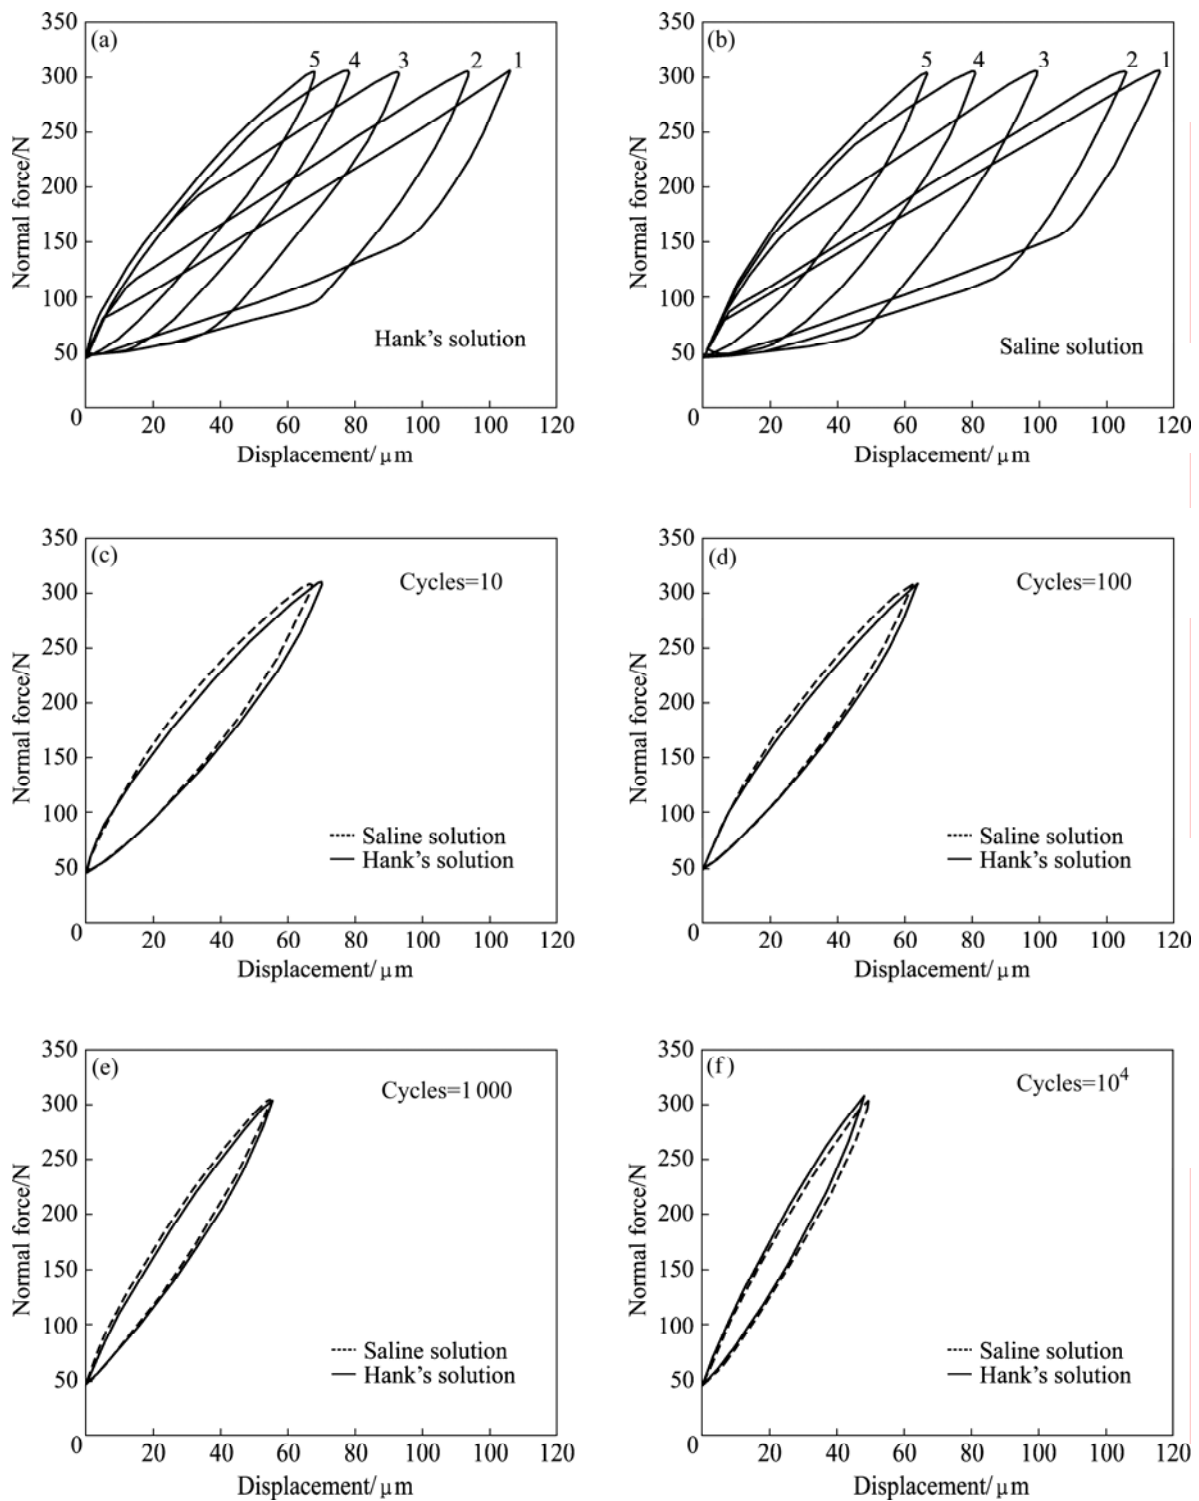 350
(a)
5 4 3 2 1
300
250
200
150
100
50
0
Normal force/N
Hank's solution
20 40 60 80 100 100 120
Displacement/ μm
350
(b)
5 4 3 2 1
300
250
200
150
100
50
0
Normal force/N
Saline solution
20 40 60 80 100 100 120
Displacement/ μm
350
(c)
Cycles=10
300
250
200
150
100
50
0
Normal force/N
Saline solution
Hank's solution
20 40 60 80 100 100 120
Displacement/ μm
350
(d)
Cycles=100
300
250
200
150
100
50
0
Normal force/N
Saline solution
Hank's solution
20 40 60 80 100 100 120
Displacement/ μm
350
(e)
Cycles=1 000
300
250
200
150
100
50
0
Normal force/N
Saline solution
Hank's solution
20 40 60 80 100 100 120
Displacement/ μm
350
(f)
Cycles=10⁴
300
250
200
150
100
50
0
Normal force/N
Saline solution
Hank's solution
20 40 60 80 100 100 120
Displacement/ μm